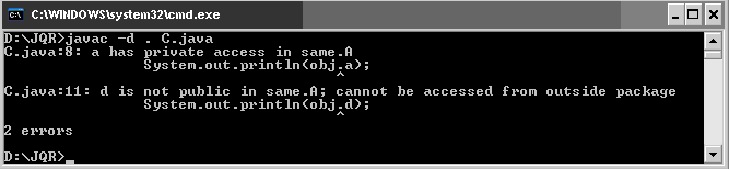 C:\WINDOWS\system32\cmd.exe
D:\JQR>javac -d . C.java
C.java:8: a has private access in same.A
System.out.println(obj.a);
^
C.java:11: d is not public in same.A; cannot be accessed from outside package
System.out.println(obj.d);
^
2 errors
D:\JQR>_